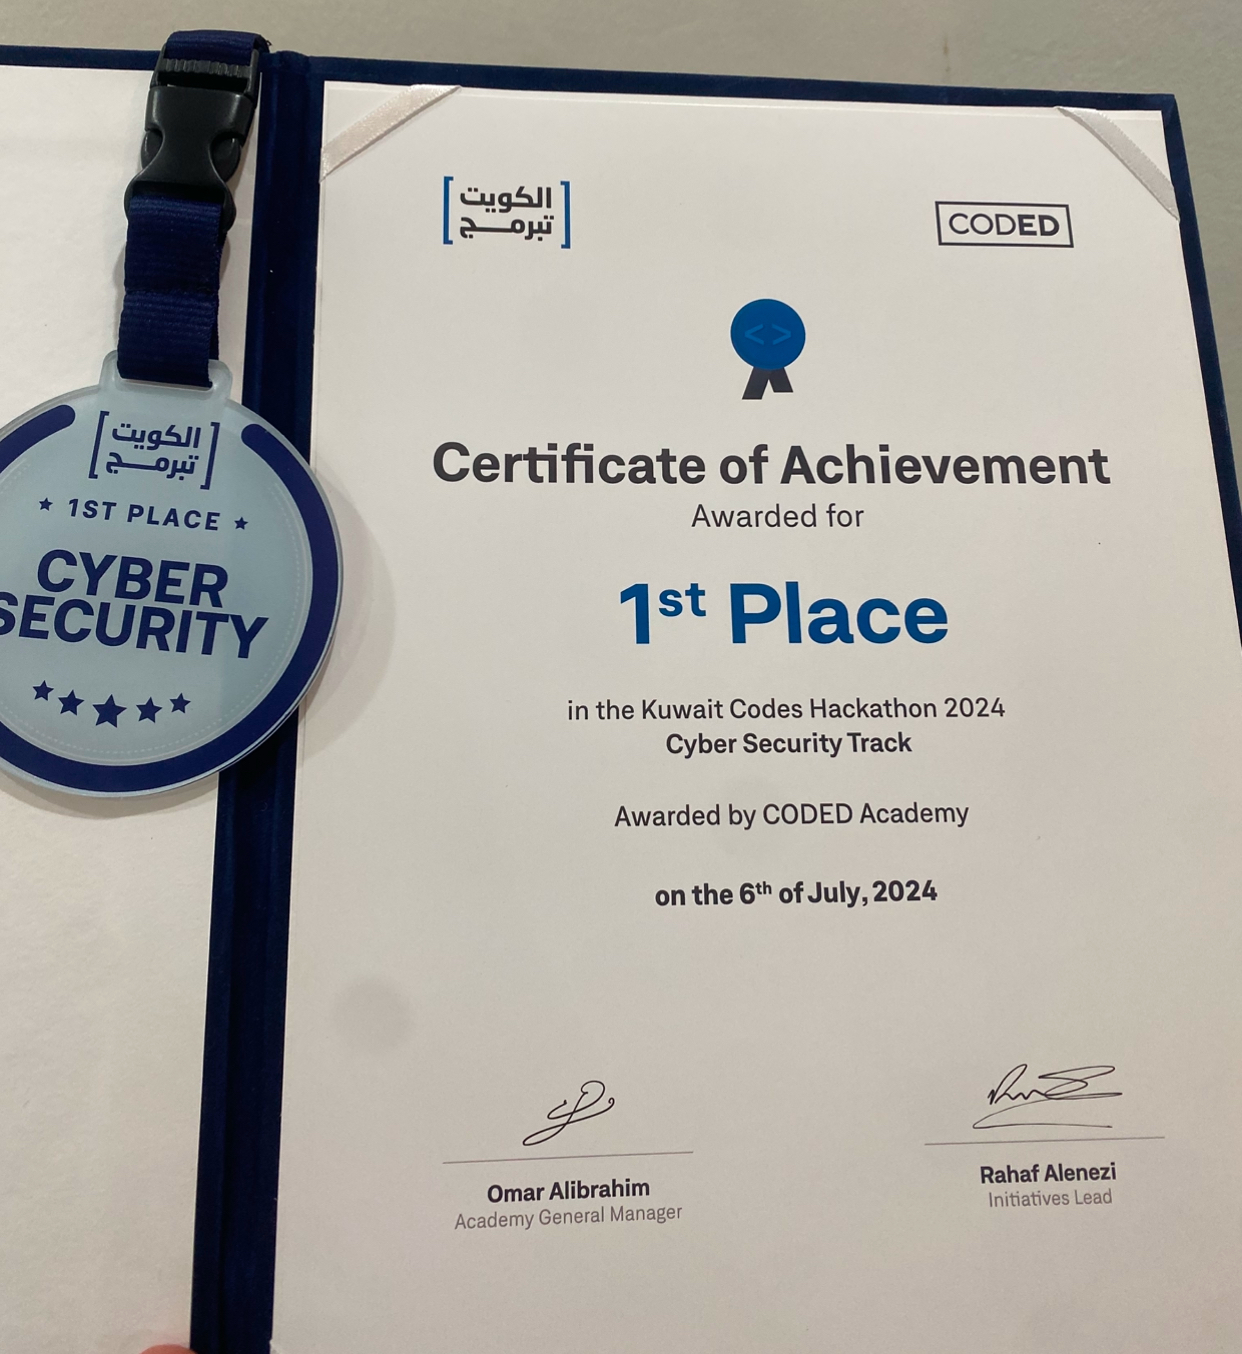 الكويت
تبرمج
★ 1ST PLACE ★
CYBER
SECURITY
الكويت
تبرمج
CODED
< >
Certificate of Achievement
Awarded for
1st Place
in the Kuwait Codes Hackathon 2024
Cyber Security Track
Awarded by CODED Academy
on the 6th of July, 2024
Omar Alibrahim
Academy General Manager
Rahaf Alenezi
Initiatives Lead